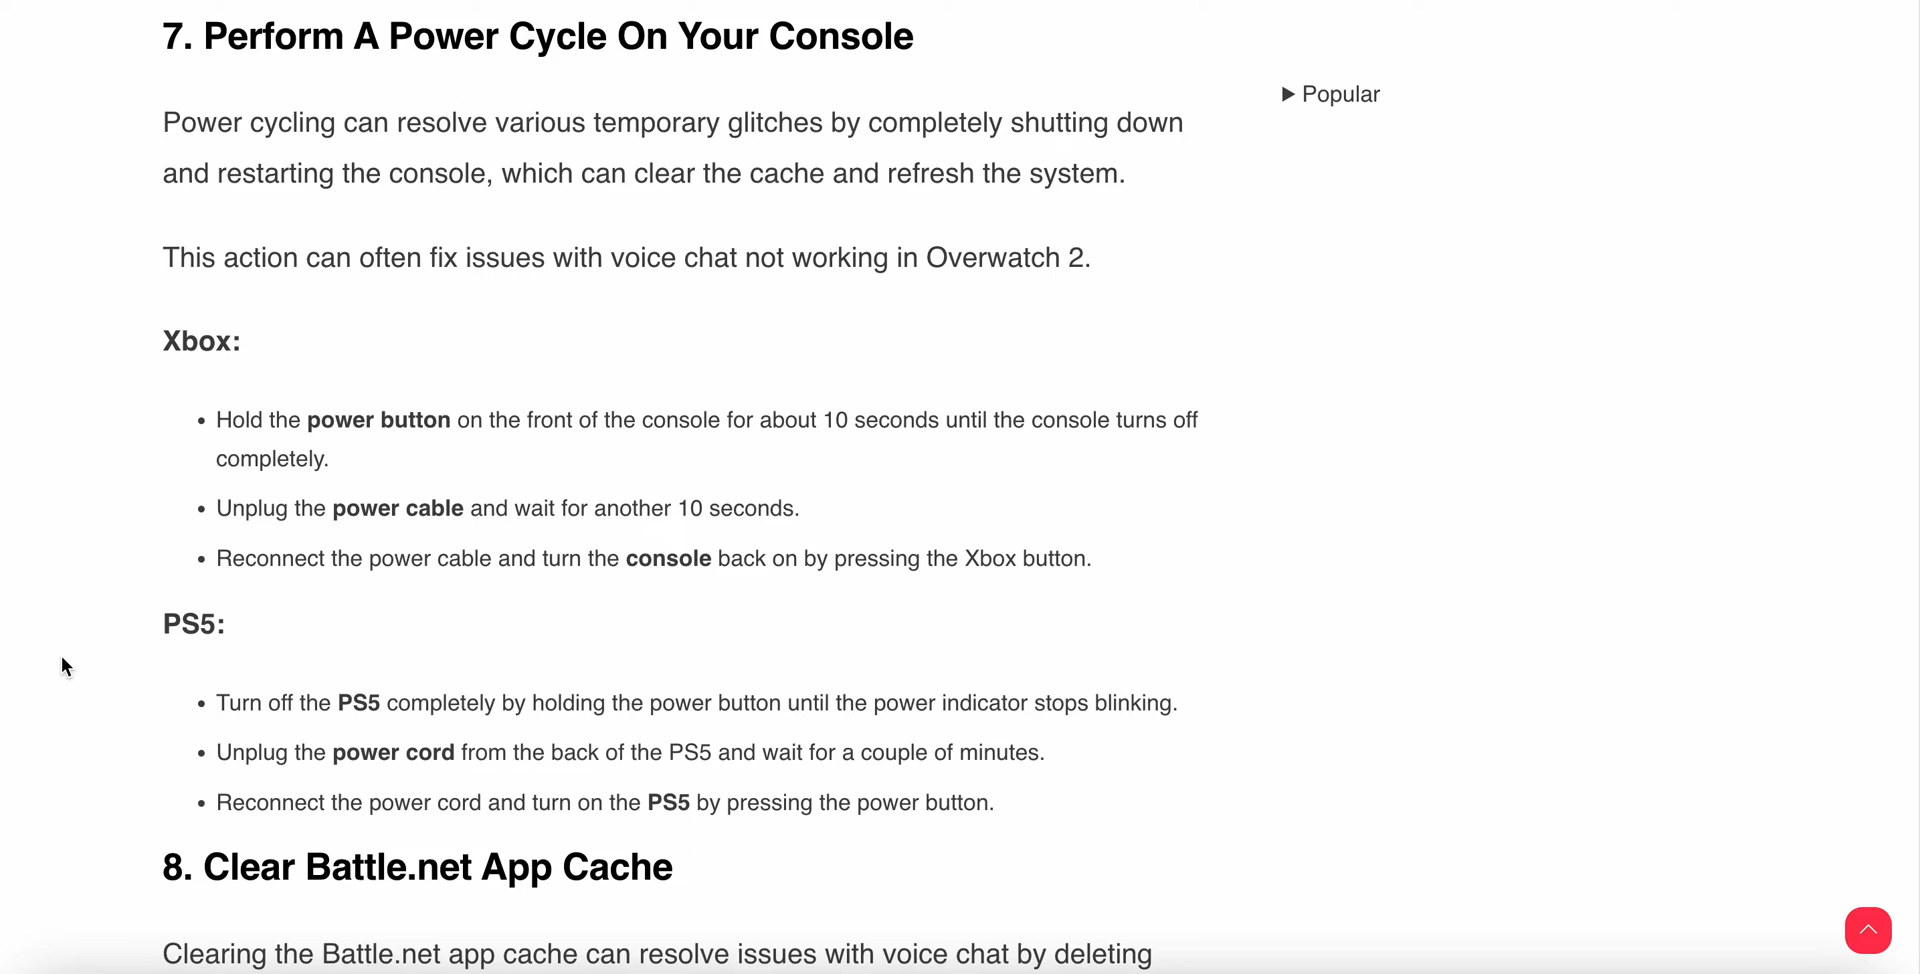 7. Perform A Power Cycle On Your Console
Popular
Power cycling can resolve various temporary glitches by completely shutting down
and restarting the console, which can clear the cache and refresh the system.
This action can often fix issues with voice chat not working in Overwatch 2.
Xbox:
Hold the power button on the front of the console for about 10 seconds until the console turns off
completely.
Unplug the power cable and wait for another 10 seconds.
Reconnect the power cable and turn the console back on by pressing the Xbox button.
PS5:
Turn off the PS5 completely by holding the power button until the power indicator stops blinking.
Unplug the power cord from the back of the PS5 and wait for a couple of minutes.
Reconnect the power cord and turn on the PS5 by pressing the power button.
8. Clear Battle.net App Cache
Clearing the Battle.net app cache can resolve issues with voice chat by deleting